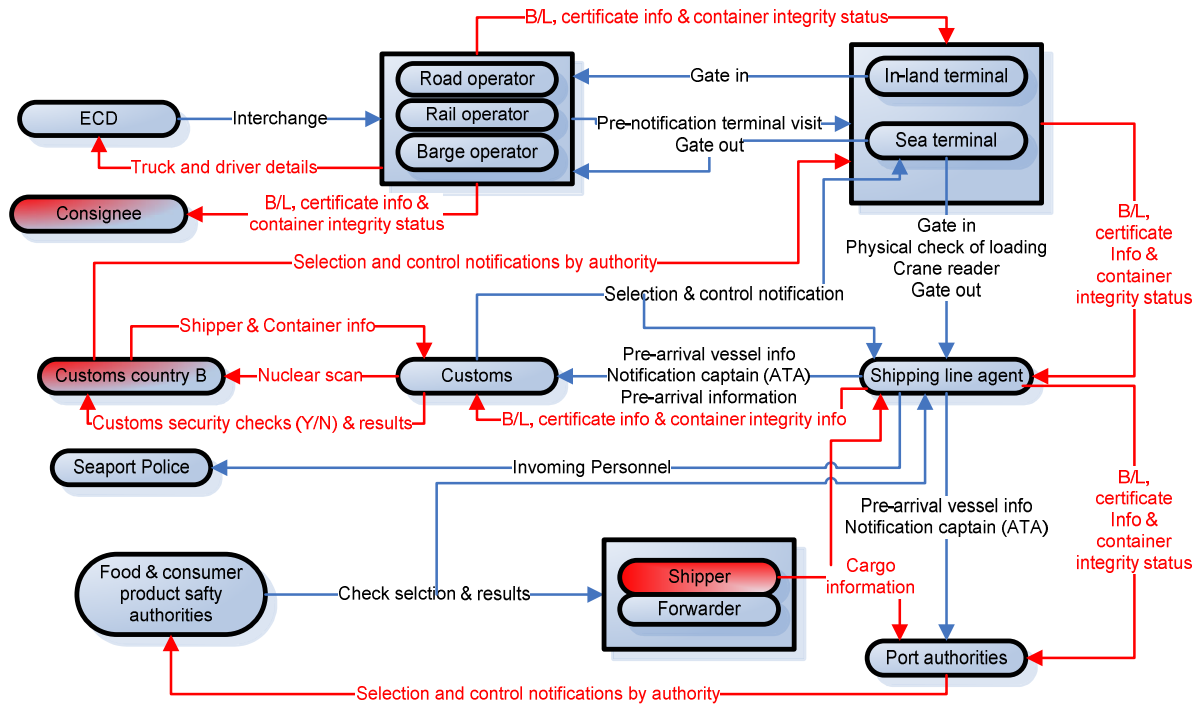 B/L, certificate info & container integrity status
Road operator
Rail operator
Barge operator
Gate in
In-land terminal
ECD
Interchange
Pre-notification terminal visit
Gate out
Sea terminal
Truck and driver details
Consignee
B/L, certificate info &
container integrity status
Gate in
Physical check of loading
Crane reader
Gate out
B/L,
certificate
Info &
container
integrity status
Selection and control notifications by authority
Selection & control notification
Shipper & Container info
Customs country B
Nuclear scan
Customs
Pre-arrival vessel info
Notification captain (ATA)
Pre-arrival information
Shipping line agent
Customs security checks (Y/N) & results
B/L, certificate info & container integrity info
Seaport Police
Invoming Personnel
Pre-arrival vessel info
Notification captain (ATA)
B/L,
certificate
Info &
container
integrity status
Food & consumer
product safty
authorities
Check selction & results
Shipper
Forwarder
Cargo
information
Port authorities
Selection and control notifications by authority